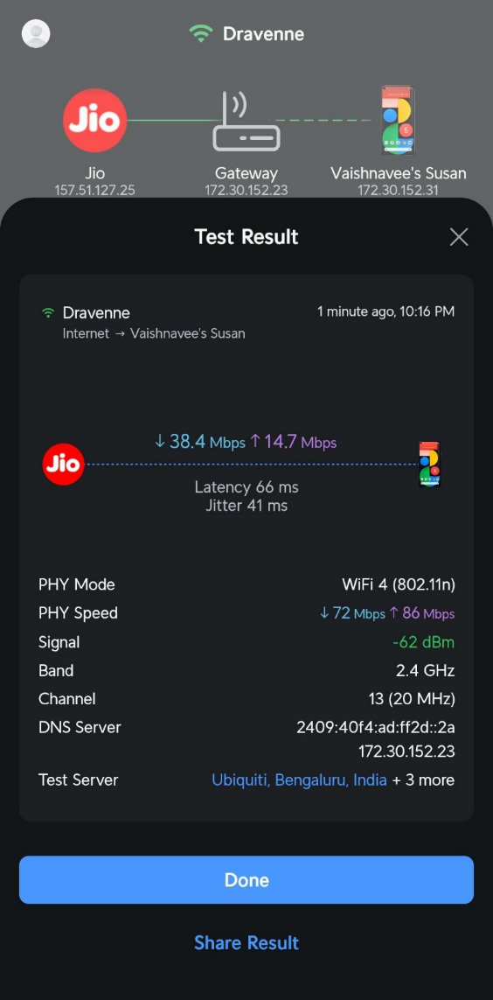 Dravenne
Jio
Jio Gateway Vaishnavee's Susan
157.51.127.25 172.30.152.23 172.30.152.31
Test Result
Dravenne 1 minute ago, 10:16 PM
Internet → Vaishnavee's Susan
↓ 38.4 Mbps ↑ 14.7 Mbps
Jio
Latency 66 ms
Jitter 41 ms
PHY Mode WiFi 4 (802.11n)
PHY Speed ↓ 72 Mbps ↑ 86 Mbps
Signal -62 dBm
Band 2.4 GHz
Channel 13 (20 MHz)
DNS Server 2409:40f4:ad:ff2d::2a
172.30.152.23
Test Server Ubiquiti, Bengaluru, India + 3 more
Done
Share Result